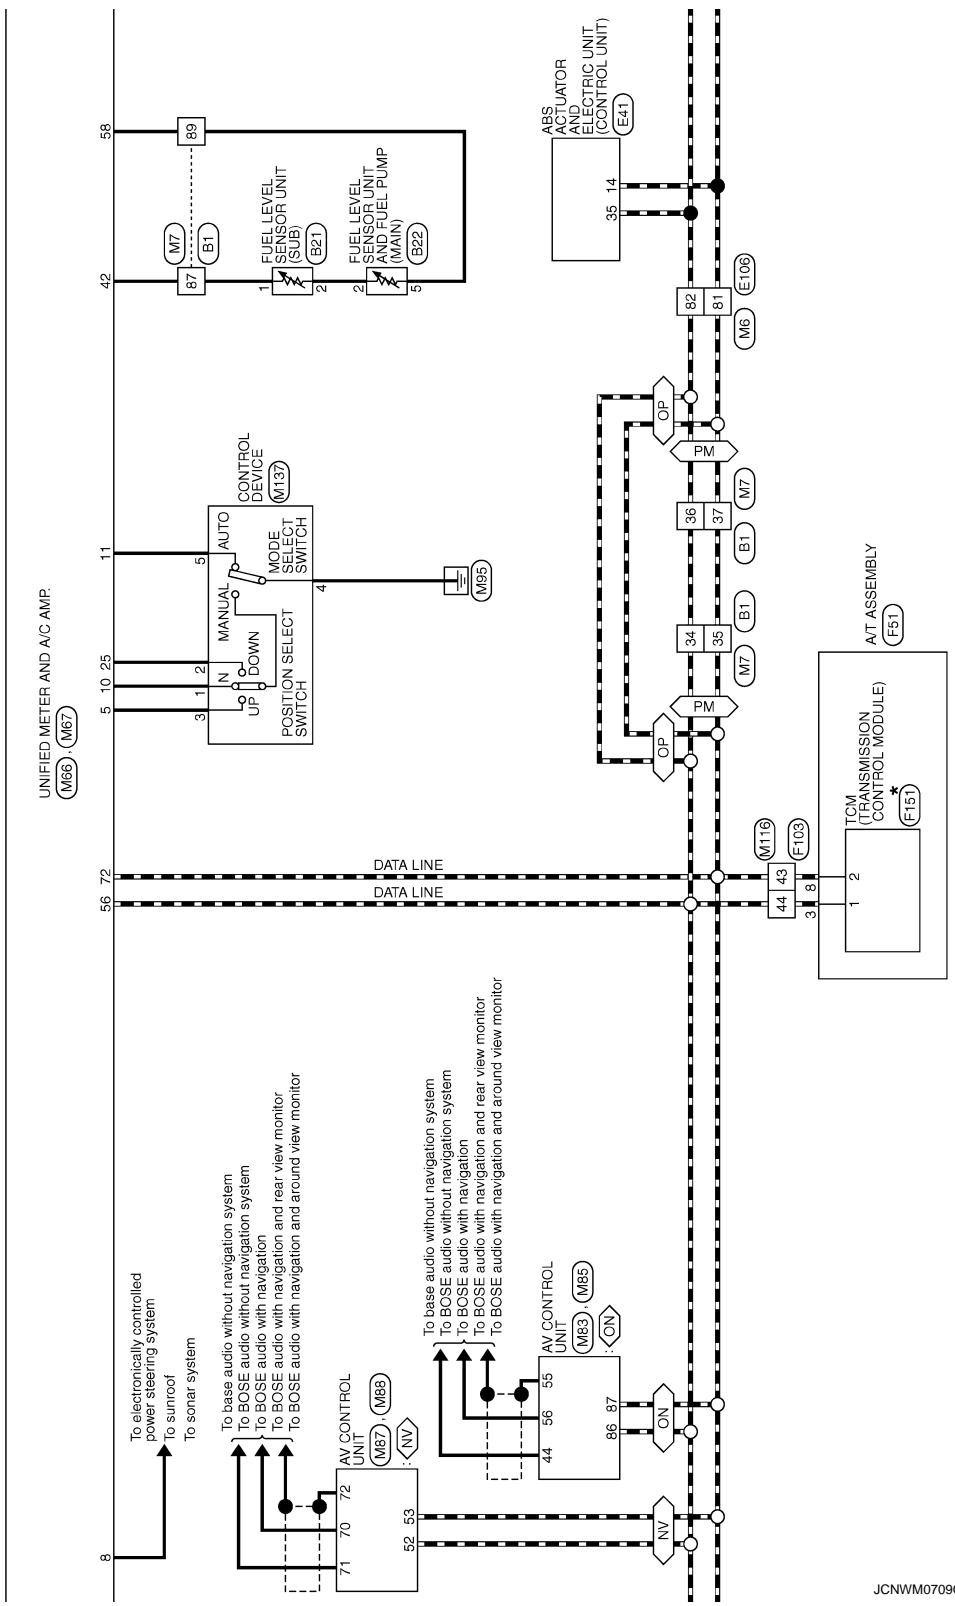 UNIFIED METER AND A/C AMP.
M66 , M67
8
56
72
5
10
25
11
42
58
To electronically controlled
power steering system
To sunroof
To sonar system
To base audio without navigation system
To BOSE audio without navigation system
To BOSE audio with navigation
To BOSE audio with navigation and rear view monitor
To BOSE audio with navigation and around view monitor
71
70
72
AV CONTROL
UNIT
M87 , M88
: NV
52
53
NV
To base audio without navigation system
To BOSE audio without navigation system
To BOSE audio with navigation
To BOSE audio with navigation and rear view monitor
To BOSE audio with navigation and around view monitor
44
56
55
AV CONTROL
UNIT
M83 , M85
: ON
86
87
ON
DATA LINE
DATA LINE
3
1
2
5
UP
N
DOWN
MANUAL
AUTO
POSITION SELECT
SWITCH
MODE
SELECT
SWITCH
4
CONTROL
DEVICE
M137
M95
87
89
M7
B1
1
2
FUEL LEVEL
SENSOR UNIT
(SUB)
B21
2
5
FUEL LEVEL
SENSOR UNIT
AND FUEL PUMP
(MAIN)
B22
ABS
ACTUATOR
AND
ELECTRIC UNIT
(CONTROL UNIT)
E41
35
14
82
81
M6
E106
OP
PM
36
37
B1
M7
34
35
M7
B1
OP
PM
44
43
M116
F103
3
8
1
2
TCM
(TRANSMISSION
CONTROL MODULE)
*
F151
A/T ASSEMBLY
F51